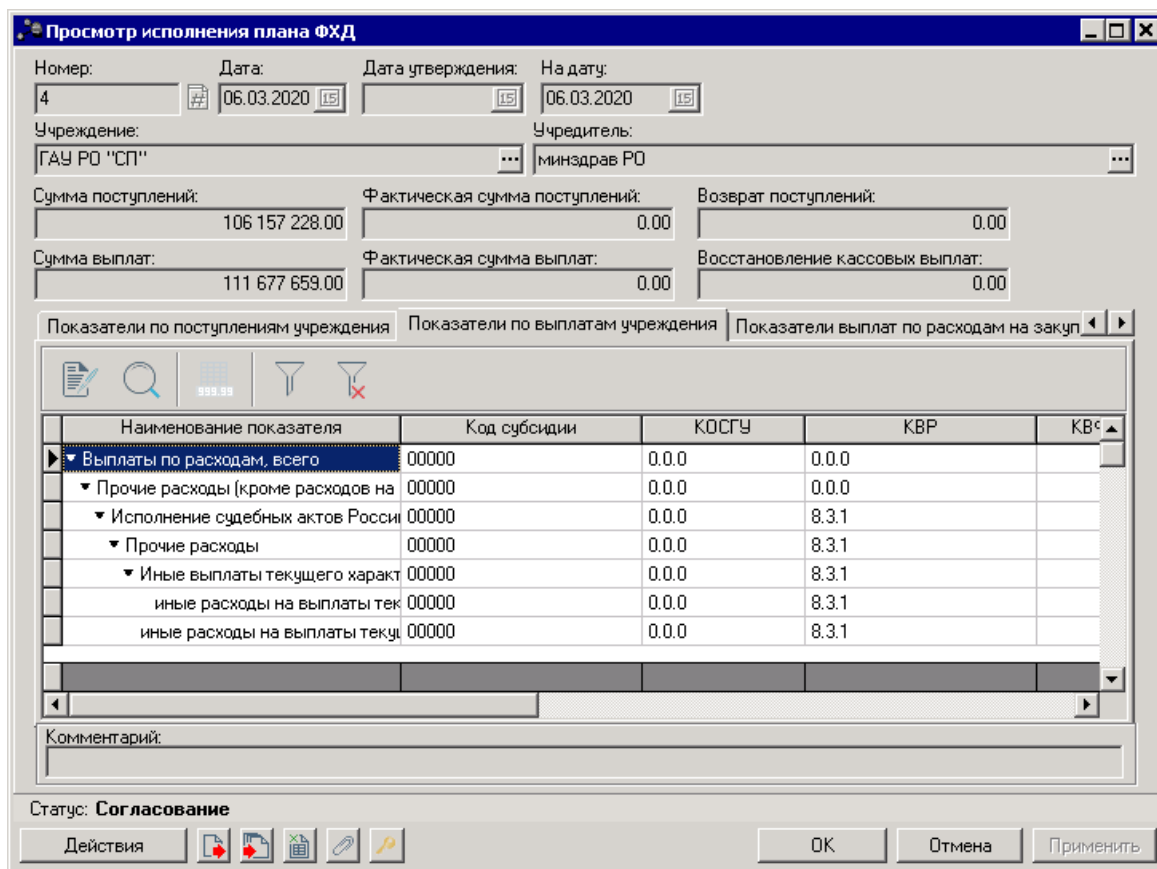 Просмотр исполнения плана ФХД
Номер: Дата: Дата утверждения: На дату:
4 # 06.03.2020 15 15 06.03.2020 15
Учреждение: Учредитель:
ГАУ РО "СП" ... минздрав РО ...
Сумма поступлений: Фактическая сумма поступлений: Возврат поступлений:
106 157 228.00 0.00 0.00
Сумма выплат: Фактическая сумма выплат: Восстановление кассовых выплат:
111 677 659.00 0.00 0.00
Показатели по поступлениям учреждения Показатели по выплатам учреждения Показатели выплат по расходам на закуп
999.99
Наименование показателя Код субсидии КОСГУ КВР
Выплаты по расходам, всего 00000 0.0.0 0.0.0
Прочие расходы (кроме расходов на 00000 0.0.0 0.0.0
Исполнение судебных актов Росси 00000 0.0.0 8.3.1
Прочие расходы 00000 0.0.0 8.3.1
Иные выплаты текущего характ 00000 0.0.0 8.3.1
иные расходы на выплаты тек 00000 0.0.0 8.3.1
иные расходы на выплаты теку 00000 0.0.0 8.3.1
Комментарий:
Статус: Согласование
Действия OK Отмена Применить